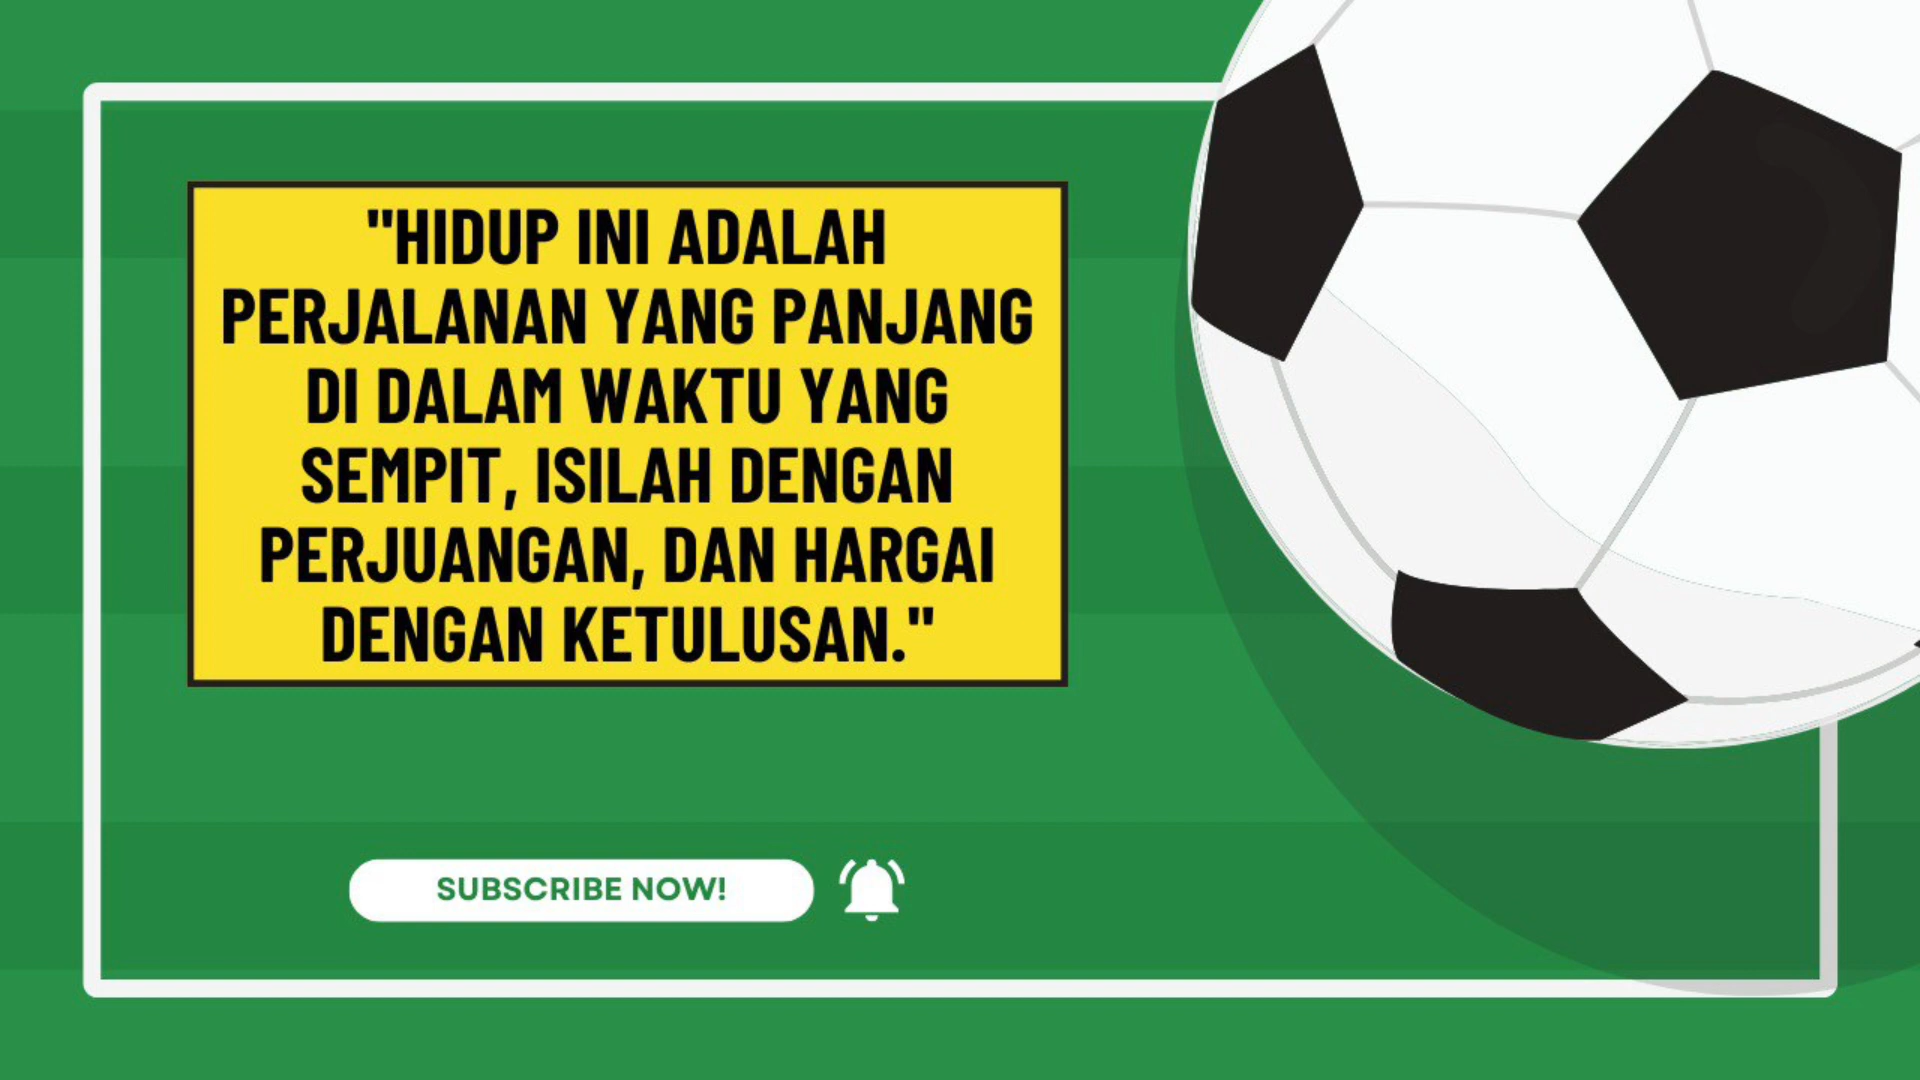 "HIDUP INI ADALAH
PERJALANAN YANG PANJANG
DI DALAM WAKTU YANG
SEMPIT, ISILAH DENGAN
PERJUANGAN, DAN HARGAI
DENGAN KETULUSAN."
SUBSCRIBE NOW!